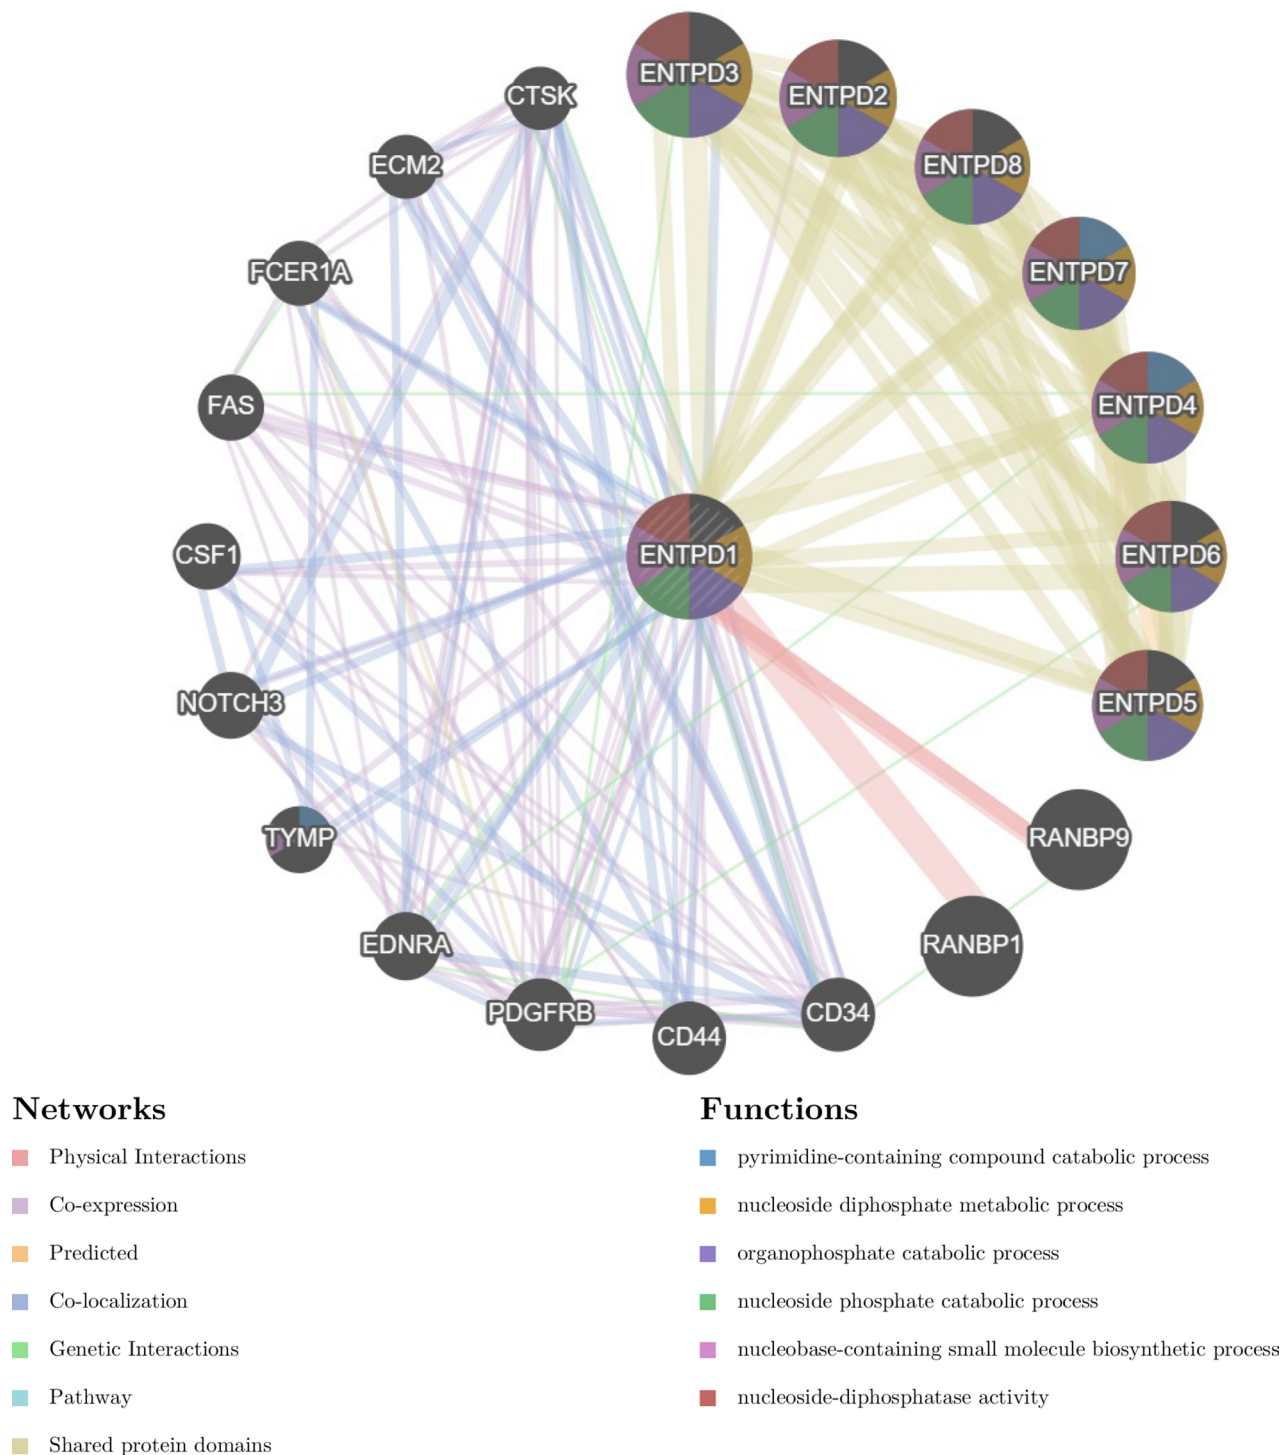 ENTPD3
ENTPD2
CTSK
ENTPD8
ECM2
ENTPD7
FCER1A
ENTPD4
FAS
CSF1
ENTPD1
ENTPD6
NOTCH3
ENTPD5
TYMP
RANBP9
EDNRA
RANBP1
PDGFRB
CD34
CD44
Networks
Physical Interactions
Co-expression
Predicted
Co-localization
Genetic Interactions
Pathway
Shared protein domains
Functions
pyrimidine-containing compound catabolic process
nucleoside diphosphate metabolic process
organophosphate catabolic process
nucleoside phosphate catabolic process
nucleobase-containing small molecule biosynthetic process
nucleoside-diphosphatase activity